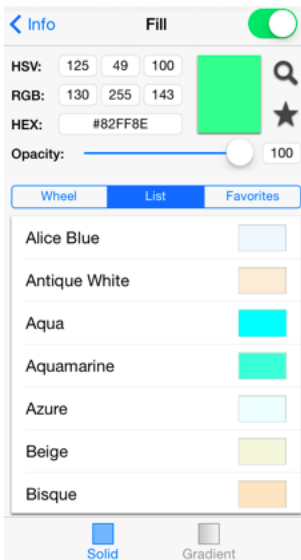 Info Fill
HSV: 125 49 100
RGB: 130 255 143
HEX: #82FF8E
Opacity: 100
Wheel List Favorites
Alice Blue
Antique White
Aqua
Aquamarine
Azure
Beige
Bisque
Solid Gradient